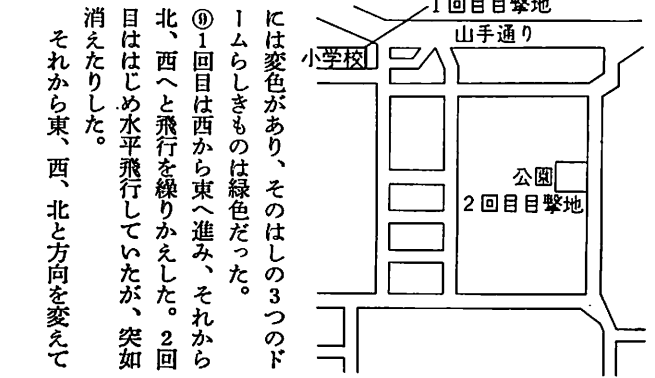 には変色があり、そのはしの3つのド
ームらしきものは緑色だった。
⑨1回目は西から東へ進み、それから
北、西へと飛行を繰りかえした。2回
目ははじめ水平飛行していたが、突如
消えたりした。
それから東、西、北と方向を変えて
1回目目撃地
山手通り
小学校
公園
2回目目撃地